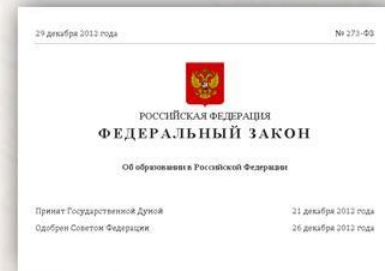 29 декабря 2012 года № 273-ФЗ
РОССИЙСКАЯ ФЕДЕРАЦИЯ
ФЕДЕРАЛЬНЫЙ ЗАКОН
Об образовании в Российской Федерации
Принят Государственной Думой 21 декабря 2012 года
Одобрен Советом Федерации 26 декабря 2012 года